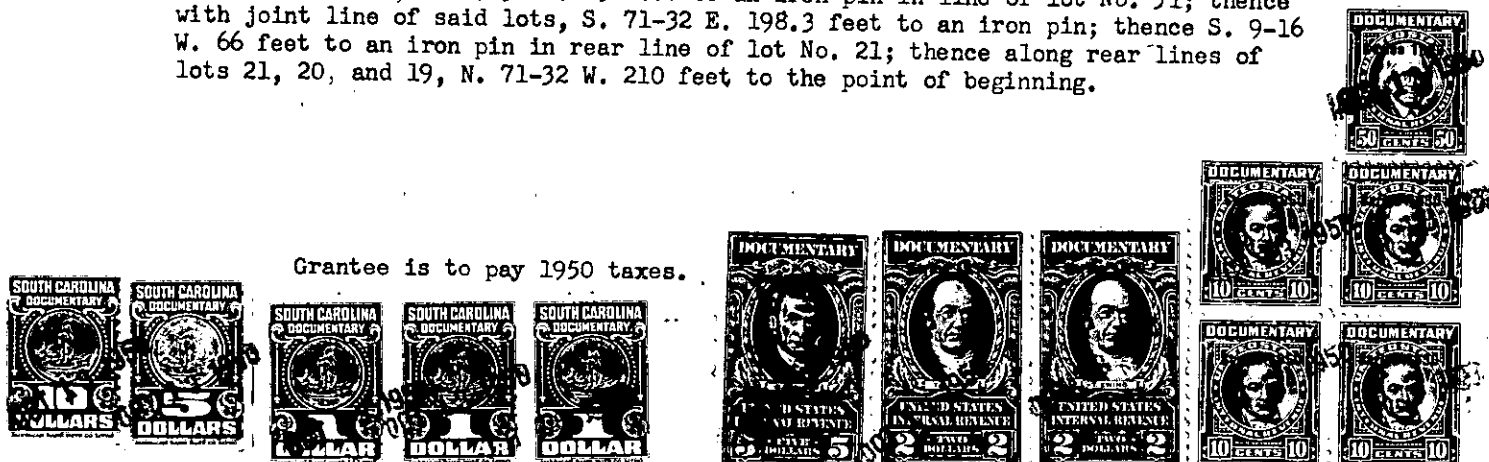 with joint line of said lots, S. 71-32 E. 198.3 feet to an iron pin; thence S. 9-16
W. 66 feet to an iron pin in rear line of lot No. 21; thence along rear lines of
lots 21, 20, and 19, N. 71-32 W. 210 feet to the point of beginning.
DOCUMENTARY
50 CENTS 50
DOCUMENTARY DOCUMENTARY
10 CENTS 10 10 CENTS 10
Grantee is to pay 1950 taxes.
DOCUMENTARY DOCUMENTARY DOCUMENTARY
UNITED STATES
INTERNAL REVENUE
FIVE DOLLARS 5
2 TWO DOLLARS 2
2 TWO DOLLARS 2
SOUTH CAROLINA
DOCUMENTARY
10
DOLLARS
SOUTH CAROLINA
DOCUMENTARY
5
DOLLARS
SOUTH CAROLINA
DOCUMENTARY
1
DOLLAR
SOUTH CAROLINA
DOCUMENTARY
1
DOLLAR
SOUTH CAROLINA
DOCUMENTARY
DOLLAR
DOCUMENTARY DOCUMENTARY
10 CENTS 10 10 CENTS 10